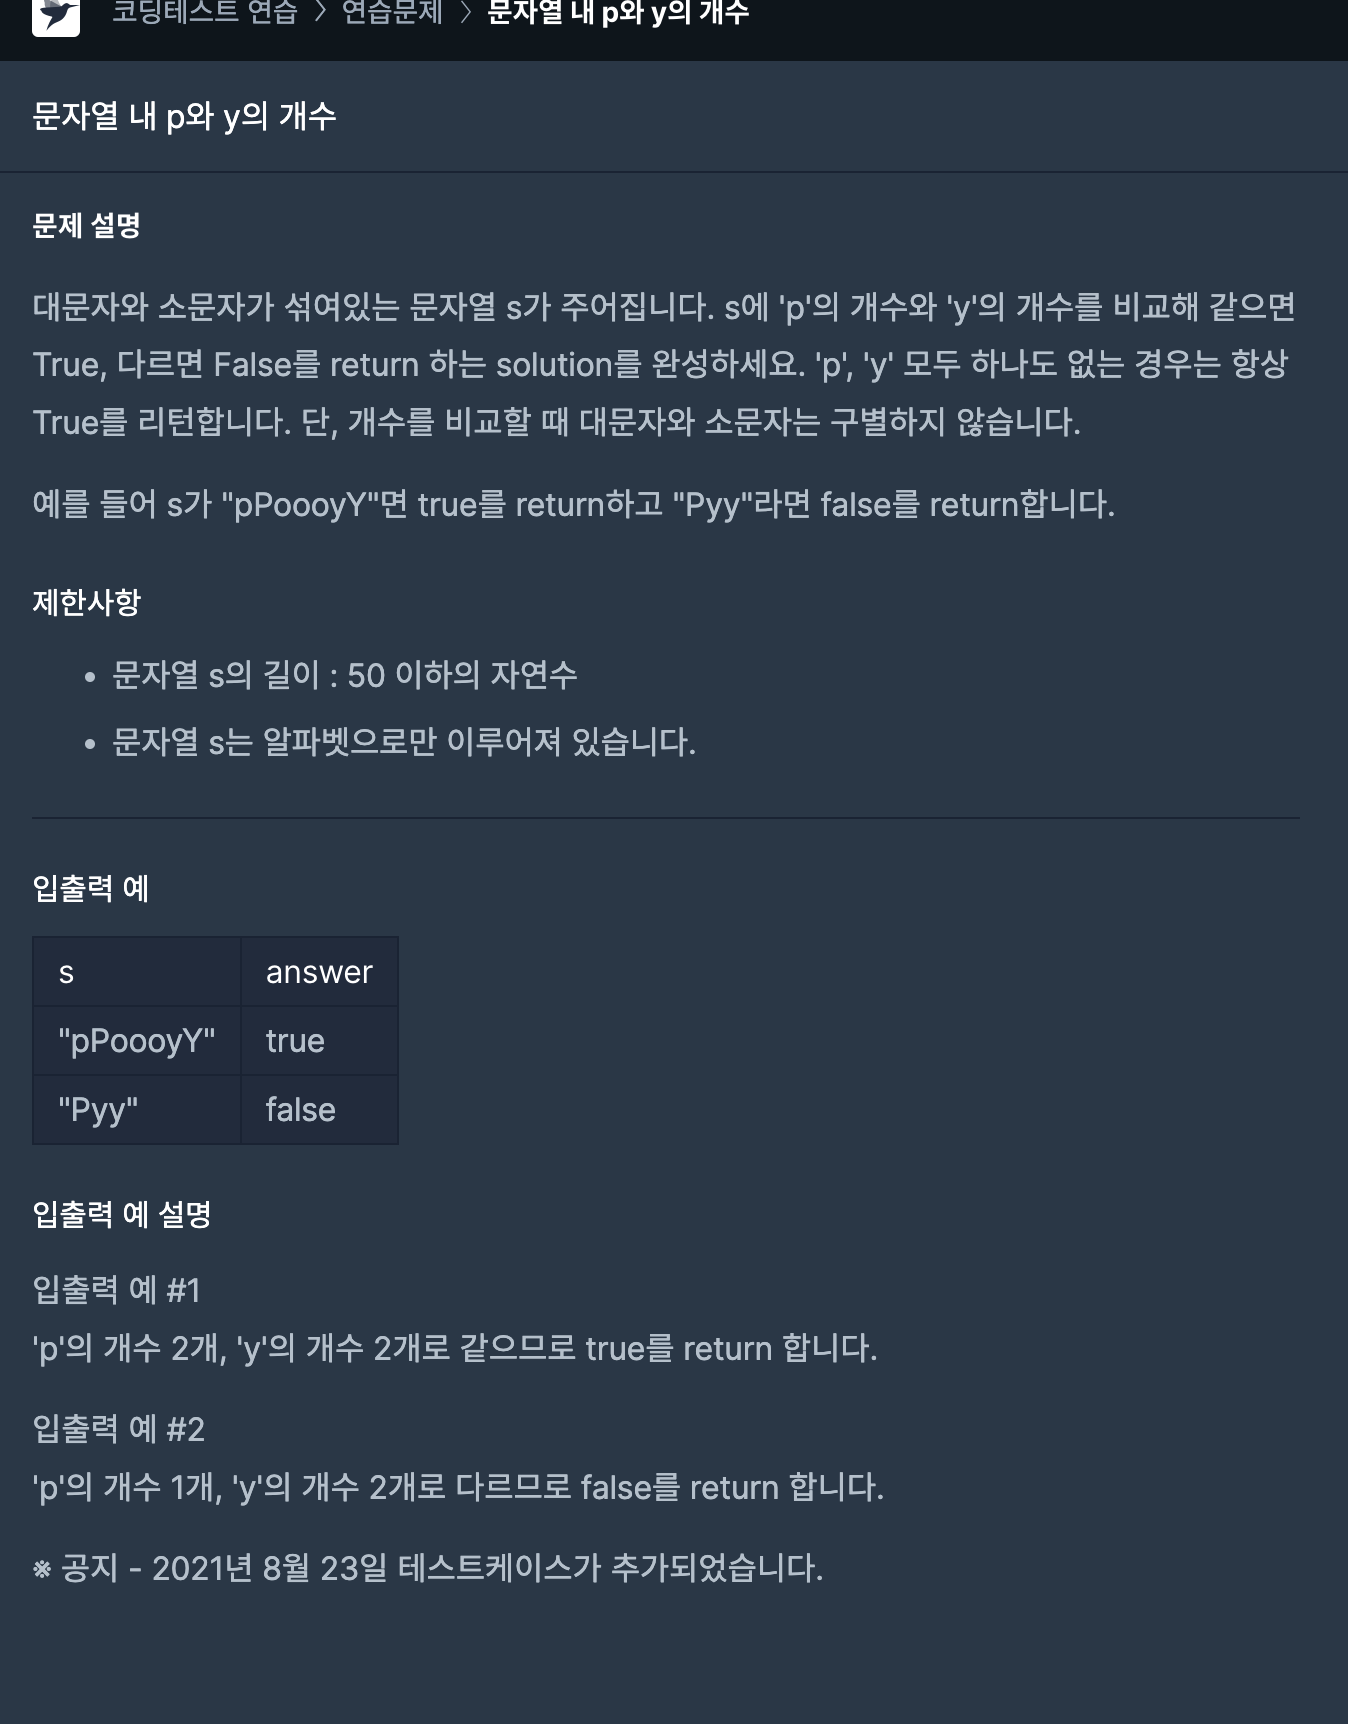 코딩테스트 연습 > 연습문제 > 문자열 내 p와 y의 개수
문자열 내 p와 y의 개수
문제 설명
대문자와 소문자가 섞여있는 문자열 s가 주어집니다. s에 'p'의 개수와 'y'의 개수를 비교해 같으면
True, 다르면 False를 return 하는 solution를 완성하세요. 'p', 'y' 모두 하나도 없는 경우는 항상
True를 리턴합니다. 단, 개수를 비교할 때 대문자와 소문자는 구별하지 않습니다.
예를 들어 s가 "pPoooyY"면 true를 return하고 "Pyy"라면 false를 return합니다.
제한사항
• 문자열 s의 길이 : 50 이하의 자연수
• 문자열 s는 알파벳으로만 이루어져 있습니다.
입출력 예
s answer
"pPoooyY" true
"Pyy" false
입출력 예 설명
입출력 예 #1
'p'의 개수 2개, 'y'의 개수 2개로 같으므로 true를 return 합니다.
입출력 예 #2
'p'의 개수 1개, 'y'의 개수 2개로 다르므로 false를 return 합니다.
※ 공지 - 2021년 8월 23일 테스트케이스가 추가되었습니다.